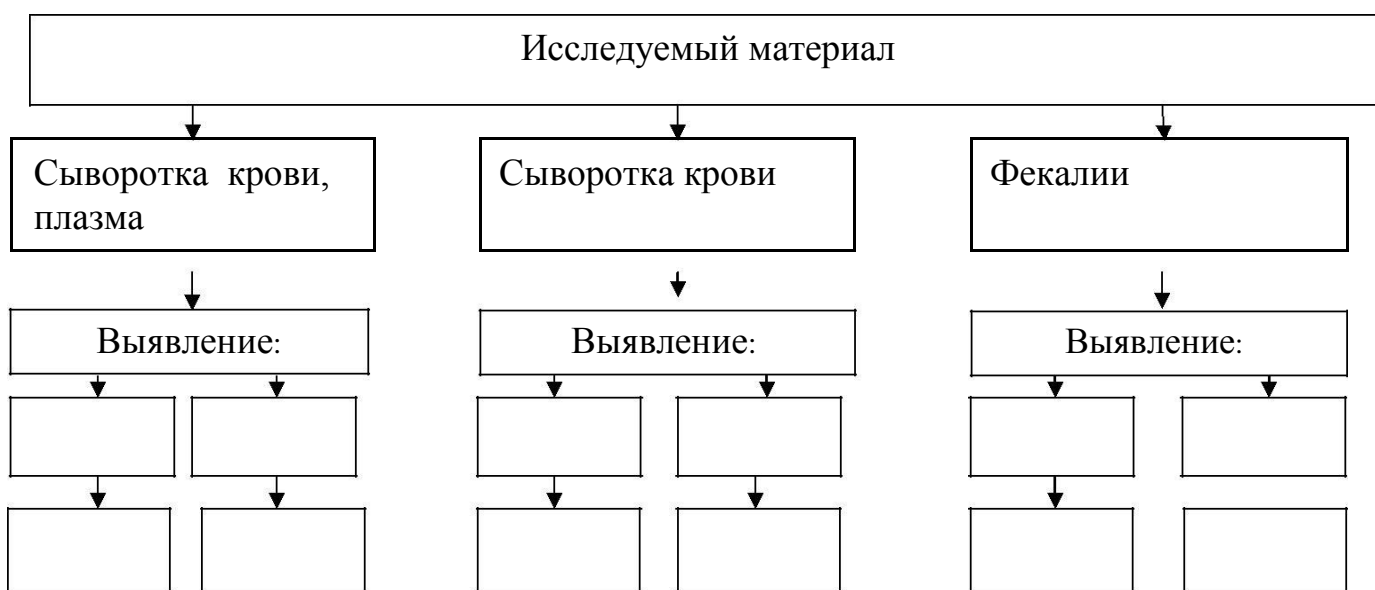 Исследуемый материал
Сыворотка крови,
плазма
Сыворотка крови
Фекалии
Выявление:
Выявление:
Выявление: